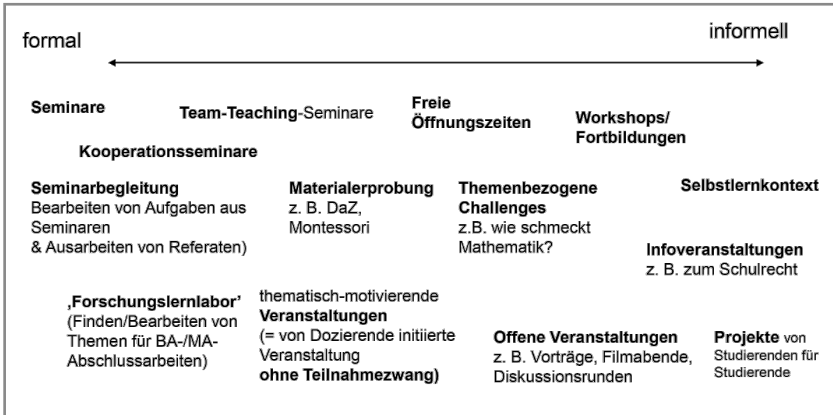 formal
informell
Seminare
Team-Teaching-Seminare
Freie
Öffnungszeiten
Workshops/
Fortbildungen
Kooperationsseminare
Seminarbegleitung
Bearbeiten von Aufgaben aus
Seminaren
& Ausarbeiten von Referaten)
Materialerprobung
z. B. DaZ,
Montessori
Themenbezogene
Challenges
z.B. wie schmeckt
Mathematik?
Selbstlernkontext
Infoveranstaltungen
z. B. zum Schulrecht
‚Forschungslernlabor’
(Finden/Bearbeiten von
Themen für BA-/MA-
Abschlussarbeiten)
thematisch-motivierende
Veranstaltungen
(= von Dozierende initiierte
Veranstaltung
ohne Teilnahmezwang)
Offene Veranstaltungen
z. B. Vorträge, Filmabende,
Diskussionsrunden
Projekte von
Studierenden für
Studierende